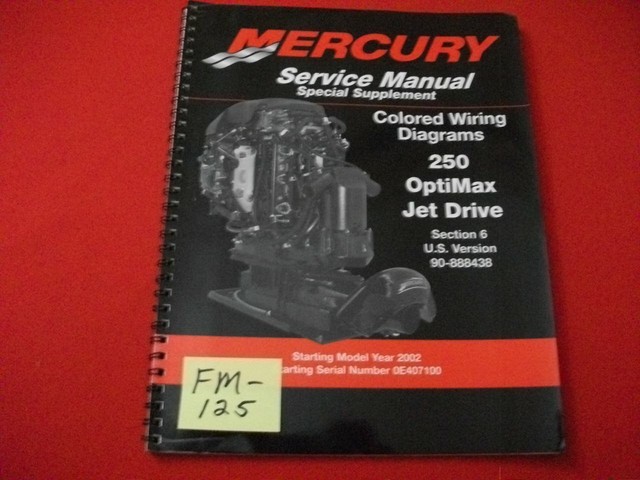 MERCURY
Service Manual
Special Supplement
Colored Wiring
Diagrams
250
OptiMax
Jet Drive
Section 6
U.S. Version
90-888438
Starting Model Year 2002
arting Serial Number 0E407100
FM-
125